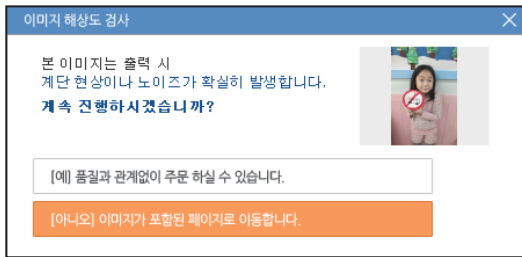 이미지 해상도 검사
본 이미지는 출력 시
계단 현상이나 노이즈가 확실히 발생합니다.
계속 진행하시겠습니까?
[예] 품질과 관계없이 주문 하실 수 있습니다.
[아니오] 이미지가 포함된 페이지로 이동합니다.